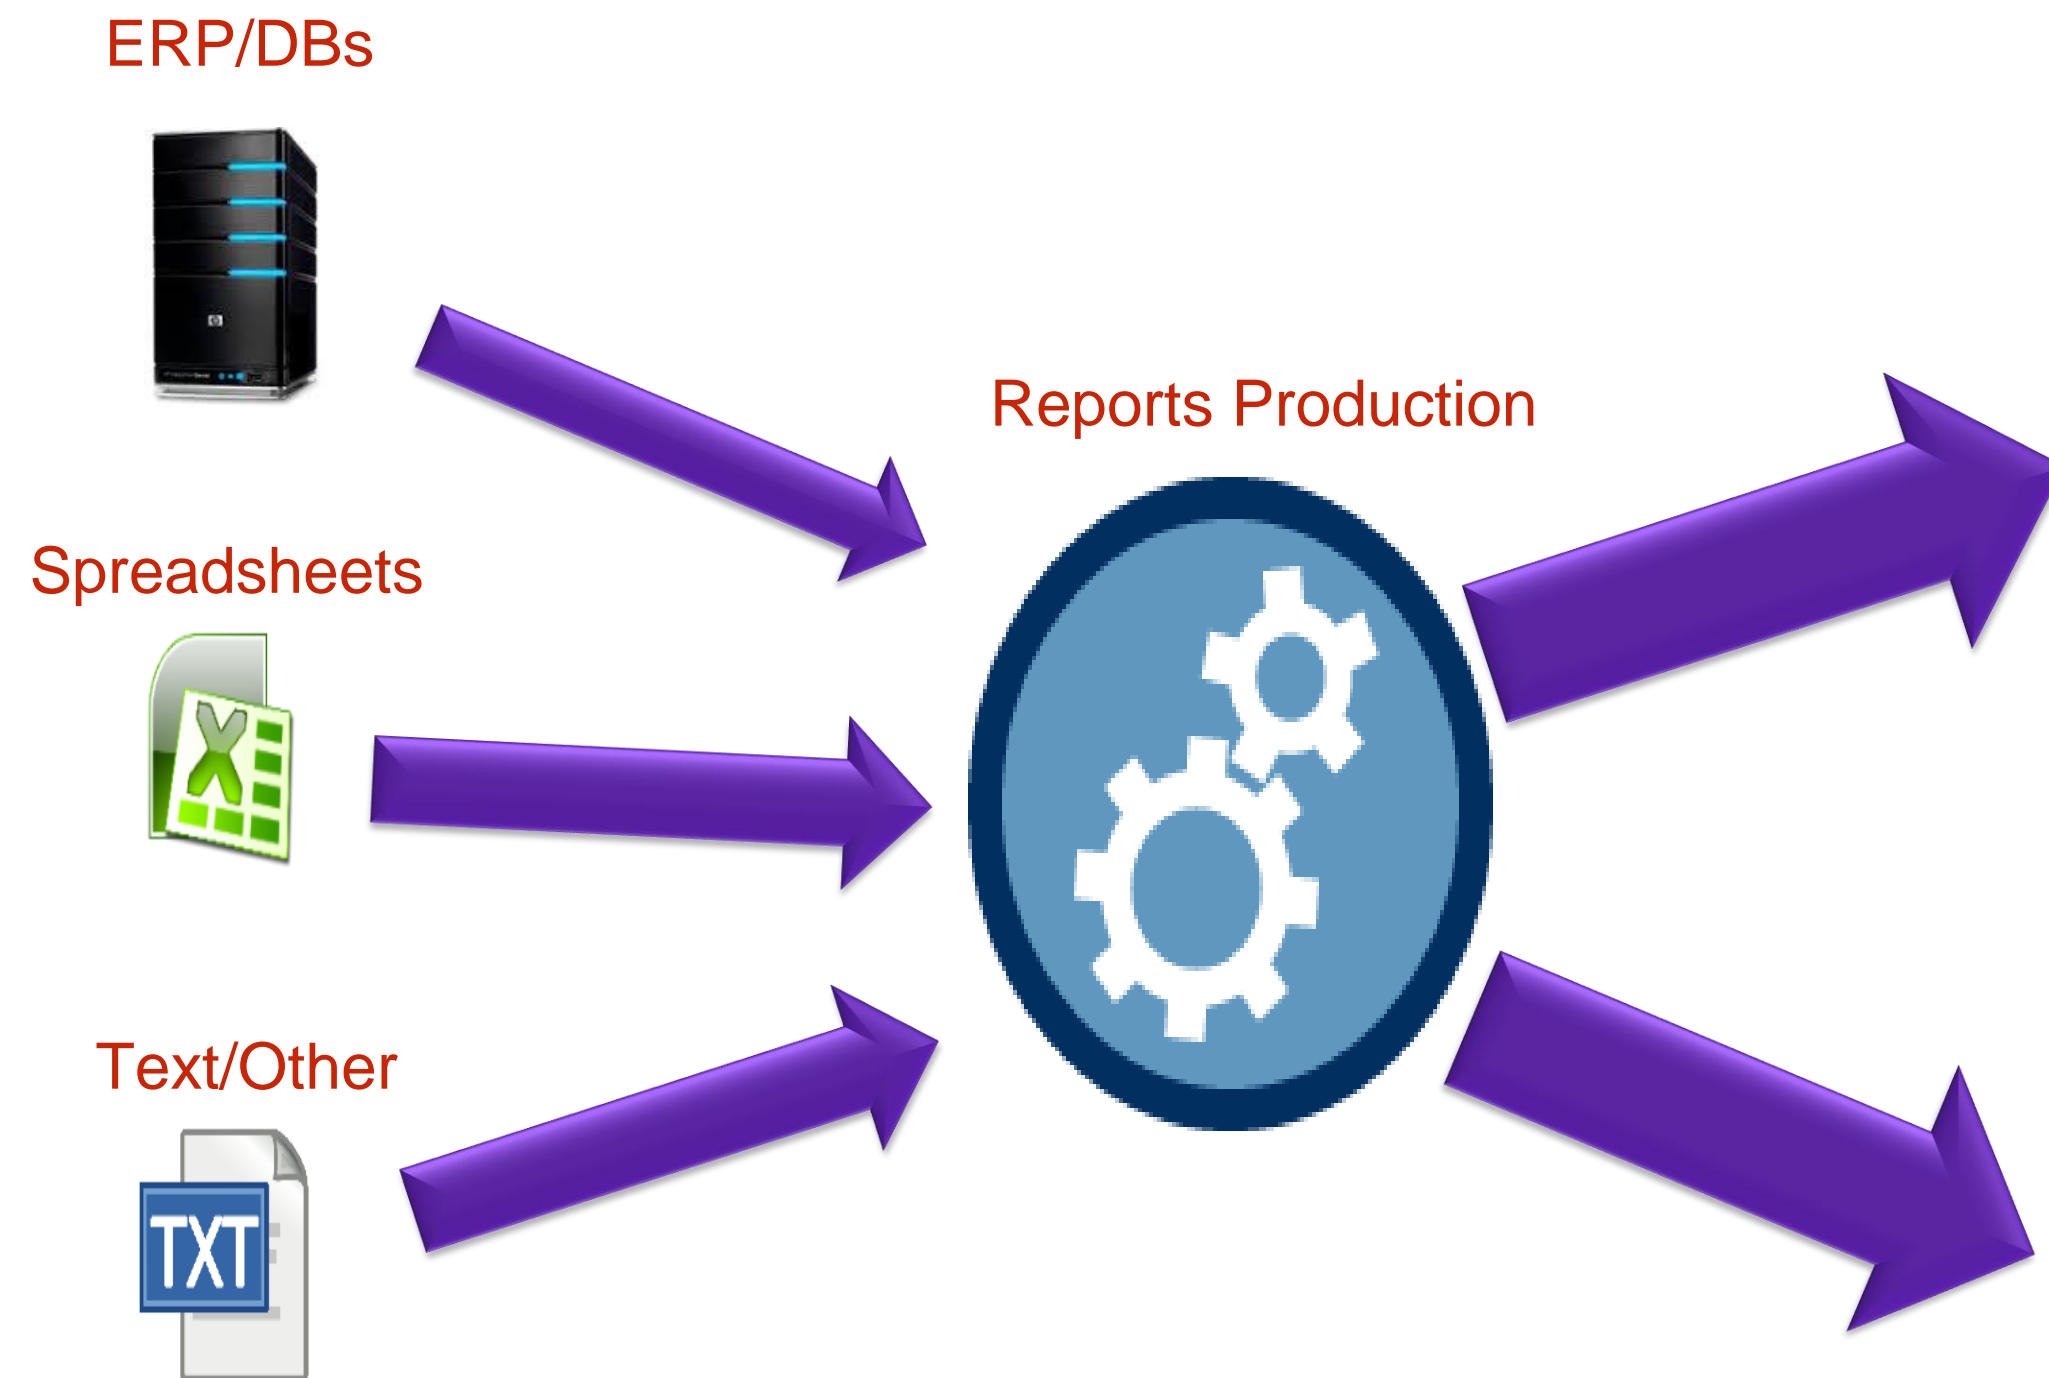 ERP/DBs
Reports Production
Spreadsheets
X
Text/Other
TXT